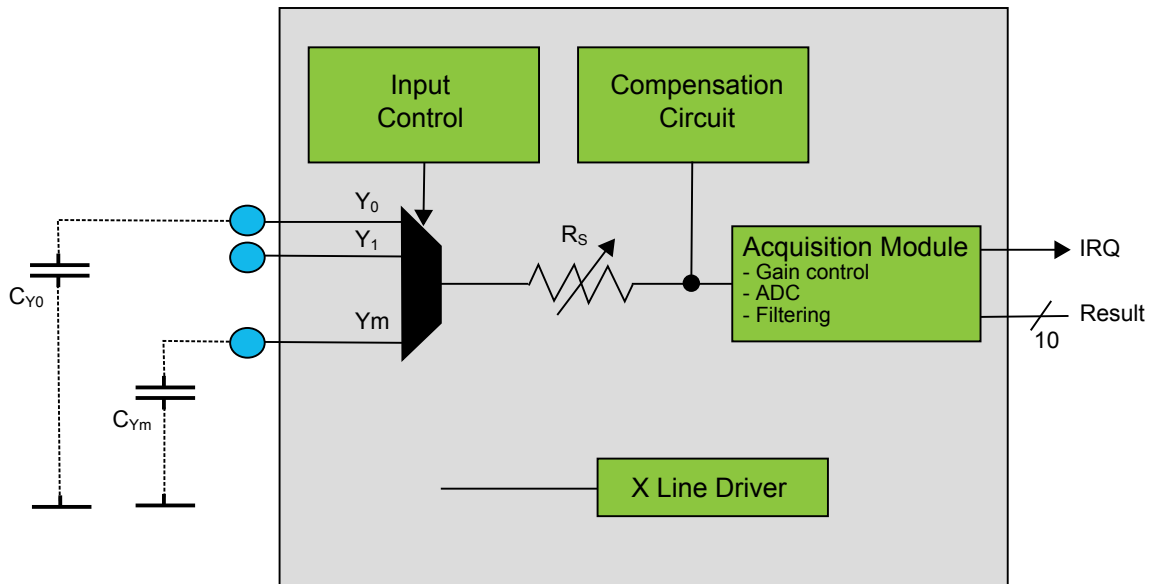 Input
Control
Compensation
Circuit
Y0
Y1
Ym
RS
Acquisition Module
- Gain control
- ADC
- Filtering
IRQ
Result
10
CY0
CYm
X Line Driver